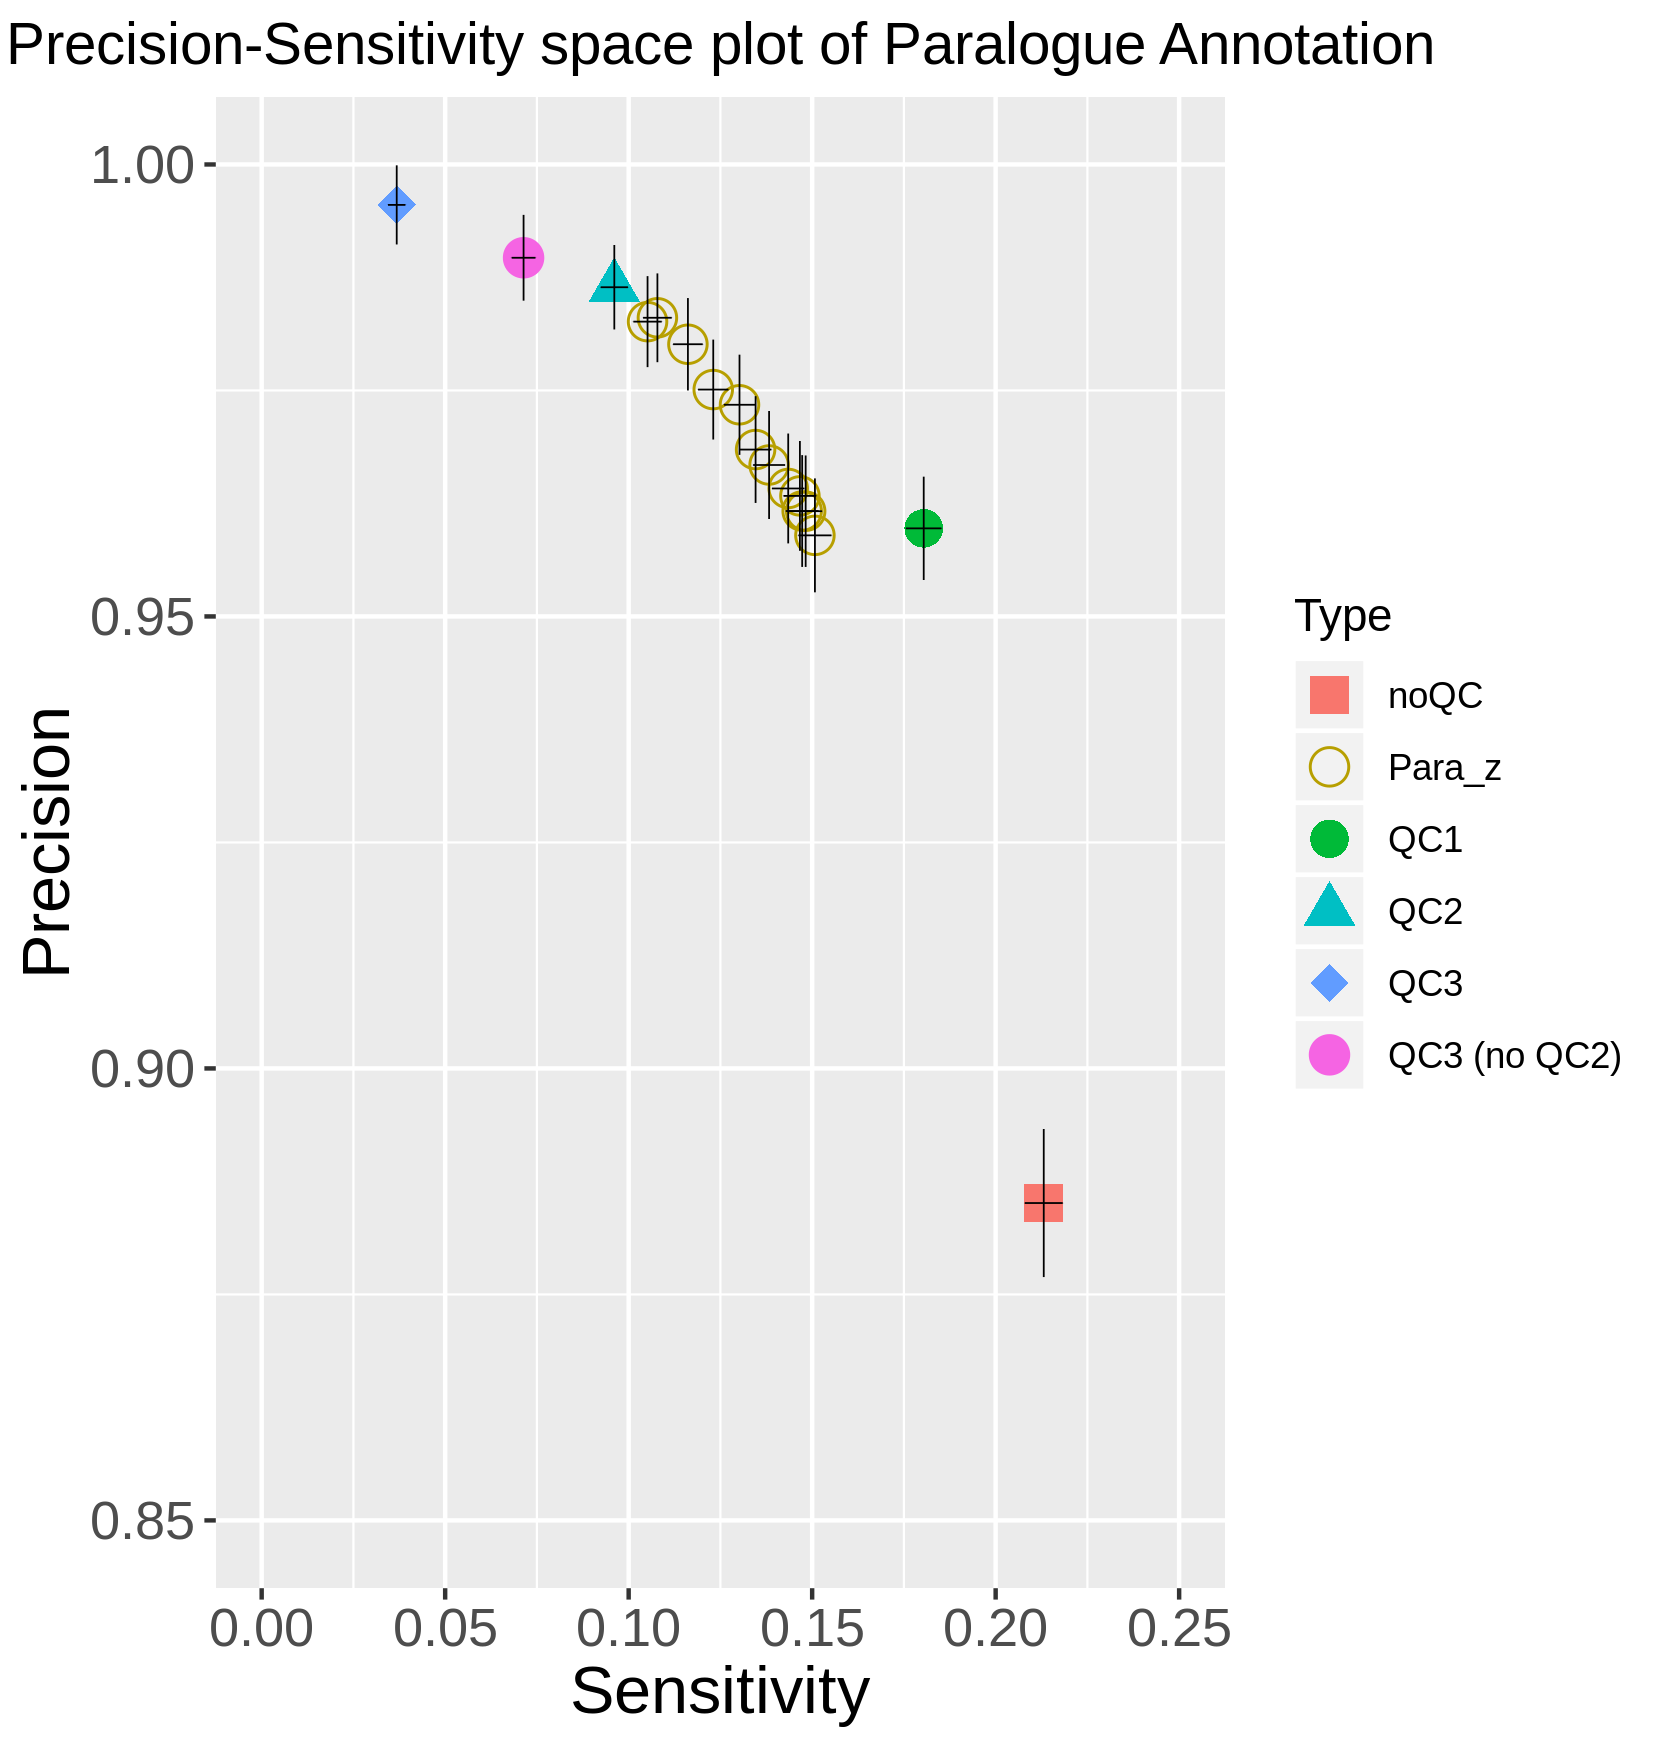 Precision-Sensitivity space plot of Paralogue Annotation
1.00
0.95
0.90
0.85
Precision
0.00 0.05 0.10 0.15 0.20 0.25
Sensitivity
Type
noQC
Para_z
QC1
QC2
QC3
QC3 (no QC2)